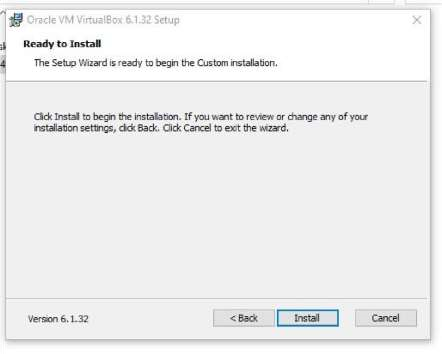 Oracle VM VirtualBox 6.1.32 Setup
Ready to Install
The Setup Wizard is ready to begin the Custom installation.
Click Install to begin the installation. If you want to review or change any of your
installation settings, click Back. Click Cancel to exit the wizard.
Version 6.1.32
< Back
Install
Cancel